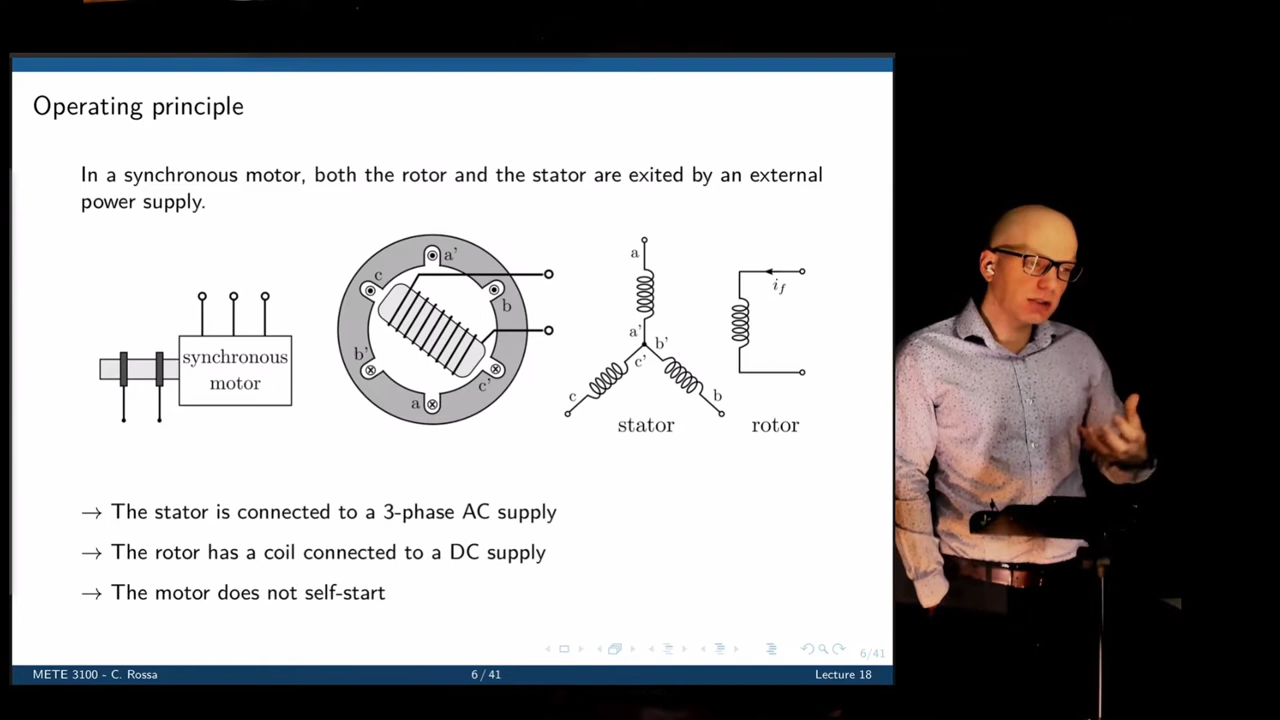 Operating principle
In a synchronous motor, both the rotor and the stator are exited by an external
power supply.
synchronous
motor
a'
c
b
b'
c'
a
a
a'
b'
c'
c
b
stator
i_f
rotor
→ The stator is connected to a 3-phase AC supply
→ The rotor has a coil connected to a DC supply
→ The motor does not self-start
6/41
METE 3100 - C. Rossa
6 / 41
Lecture 18